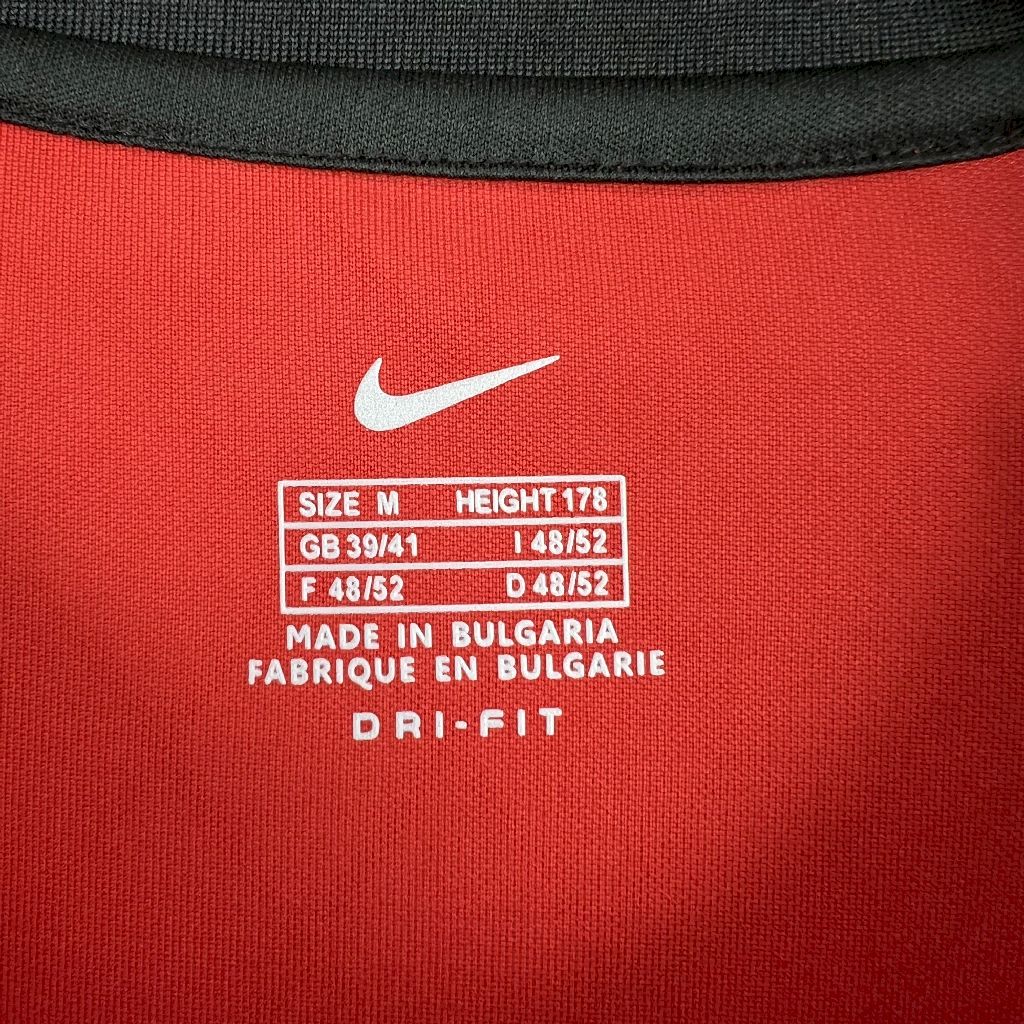 SIZE M HEIGHT 178
GB 39/41 I 48/52
F 48/52 D 48/52
MADE IN BULGARIA
FABRIQUE EN BULGARIE
DRI-FIT